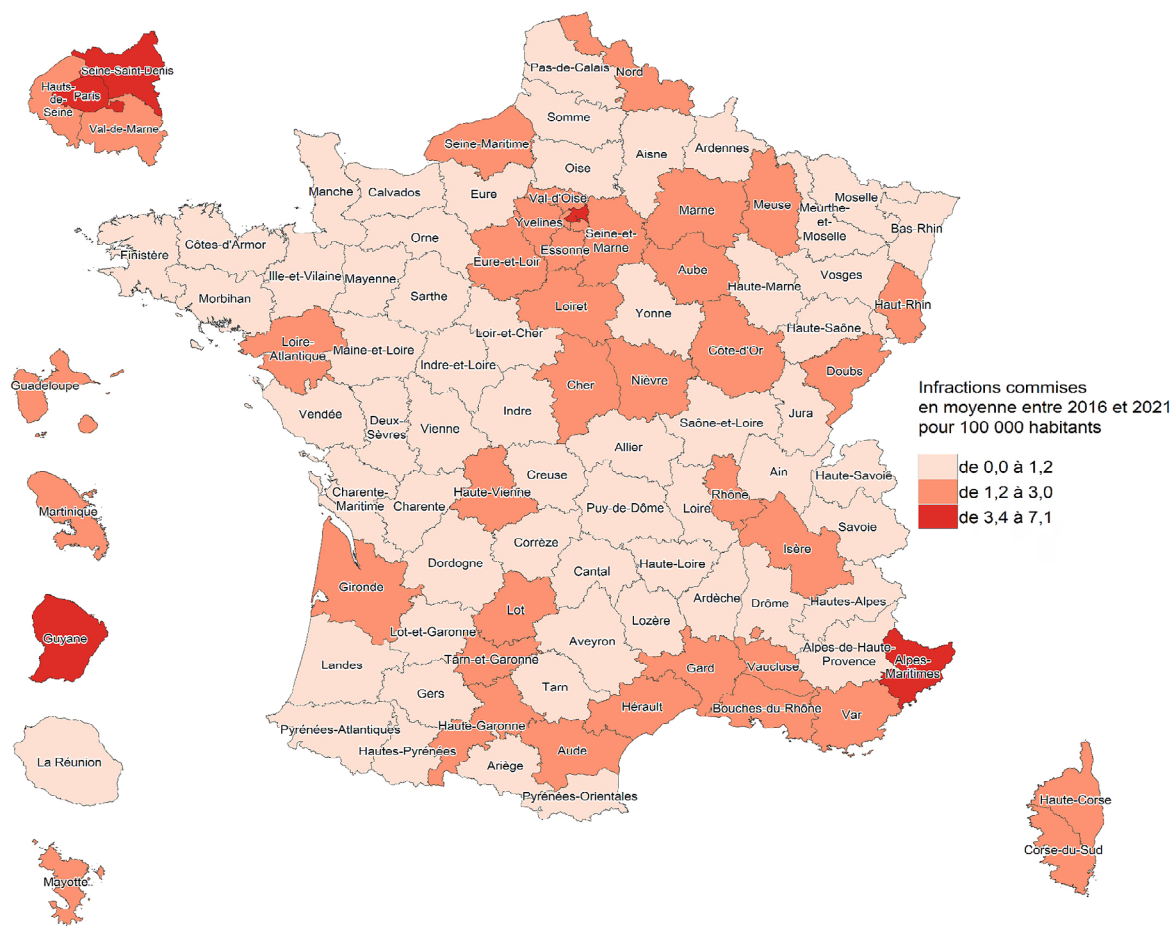 Seine-Saint-Denis
Hauts-
de-
Seine
Paris
Val-de-Marne
Pas-de-Calais
Nord
Somme
Seine-Maritime
Oise
Aisne
Ardennes
Manche
Calvados
Eure
Val-d'Oise
Marne
Meuse
Moselle
Meurthe-
et-
Moselle
Bas-Rhin
Yvelines
Seine-et-
Marne
Essonne
Orne
Finistère
Côtes-d'Armor
Ille-et-Vilaine
Mayenne
Eure-et-Loir
Aube
Vosges
Haute-Marne
Haut-Rhin
Morbihan
Sarthe
Loiret
Yonne
Haute-Saône
Loir-et-Cher
Loire-
Atlantique
Maine-et-Loire
Indre-et-Loire
Côte-d'Or
Doubs
Cher
Nièvre
Guadeloupe
Vendée
Deux-
Sèvres
Vienne
Indre
Saône-et-Loire
Jura
Infractions commises
en moyenne entre 2016 et 2021
pour 100 000 habitants
de 0,0 à 1,2
de 1,2 à 3,0
de 3,4 à 7,1
Allier
Ain
Haute-Savoie
Creuse
Haute-Vienne
Charente-
Maritime
Charente
Puy-de-Dôme
Loire
Rhône
Savoie
Martinique
Corrèze
Isère
Dordogne
Cantal
Haute-Loire
Gironde
Lot
Ardèche
Drôme
Hautes-Alpes
Lozère
Guyane
Lot-et-Garonne
Aveyron
Tarn-et-Garonne
Alpes-de-Haute-
Provence
Alpes-
Maritimes
Landes
Gard
Vaucluse
Gers
Tarn
Hérault
Bouches-du-Rhône
Var
Haute-Garonne
Pyrénées-Atlantiques
Hautes-Pyrénées
Aude
Ariège
La Réunion
Pyrénées-Orientales
Haute-Corse
Corse-du-Sud
Mayotte